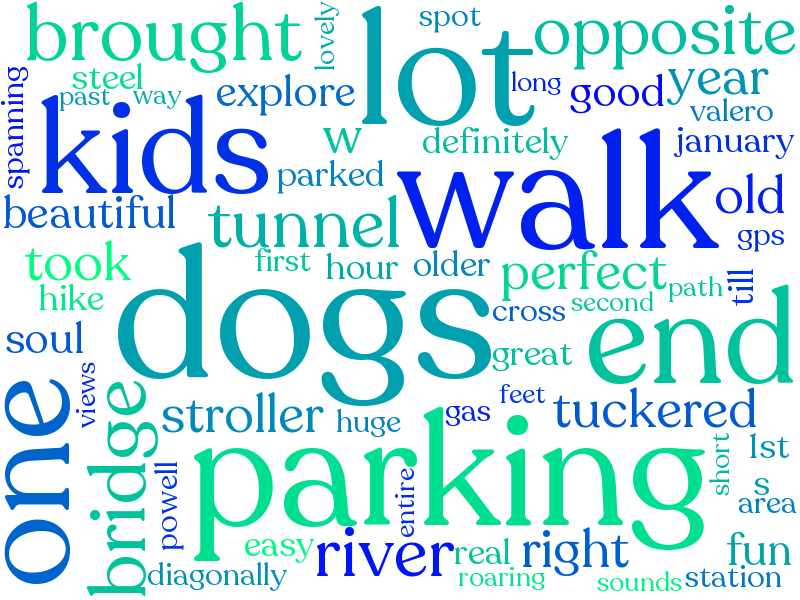 brought
lovely
lot
spot
opposite
steel
past
way
explore
long
good
year
valero
spanning
kids
w
definitely
january
parked
walk
old
beautiful
tunnel
gps
took
first
hour
older
perfect
path
till
hike
dogs
cross
second
soul
great
end
views
feet
one
bridge
stroller
huge
gas
tuckered
parking
short
1st
s
area
powell
entire
easy
river
real
right
fun
diagonally
roaring
sounds
station